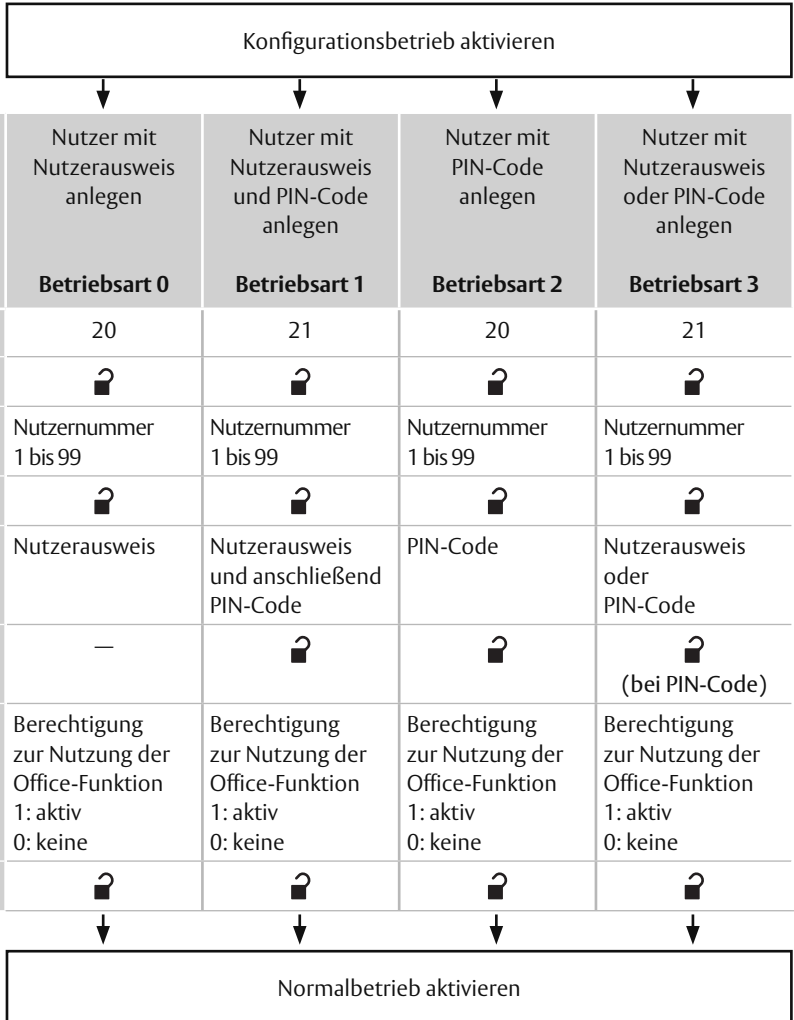 Konfigurationsbetrieb aktivieren
Nutzer mit
Nutzerausweis
anlegen
Betriebsart 0
Nutzer mit
Nutzerausweis
und PIN-Code
anlegen
Betriebsart 1
Nutzer mit
PIN-Code
anlegen
Betriebsart 2
Nutzer mit
Nutzerausweis
oder PIN-Code
anlegen
Betriebsart 3
20
21
20
21
Nutzernummer
1 bis 99
Nutzernummer
1 bis 99
Nutzernummer
1 bis 99
Nutzernummer
1 bis 99
Nutzerausweis
Nutzerausweis
und anschließend
PIN-Code
PIN-Code
Nutzerausweis
oder
PIN-Code
—
(bei PIN-Code)
Berechtigung
zur Nutzung der
Office-Funktion
1: aktiv
0: keine
Berechtigung
zur Nutzung der
Office-Funktion
1: aktiv
0: keine
Berechtigung
zur Nutzung der
Office-Funktion
1: aktiv
0: keine
Berechtigung
zur Nutzung der
Office-Funktion
1: aktiv
0: keine
Normalbetrieb aktivieren